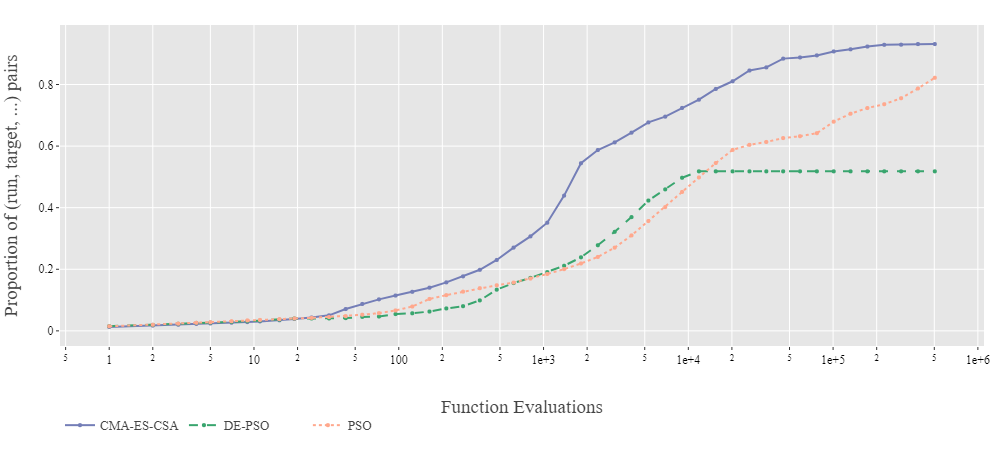 Proportion of (run, target, ...) pairs
0.8
0.6
0.4
0.2
0
5 1 2 5 10 2 5 100 2 5 1e+3 2 5 1e+4 2 5 1e+5 2 5 1e+6
Function Evaluations
CMA-ES-CSA DE-PSO PSO